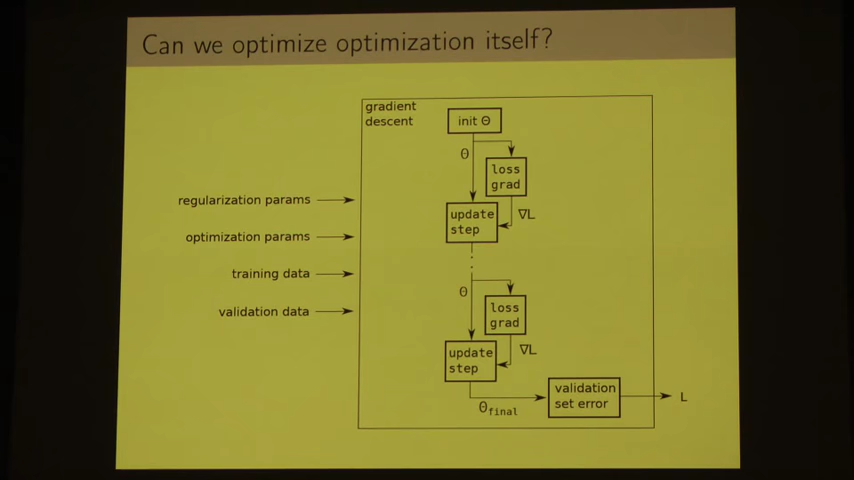 Can we optimize optimization itself?
gradient
descent
init Θ
Θ
loss
grad
regularization params
update
step
∇L
optimization params
training data
Θ
validation data
loss
grad
update
step
∇L
validation
set error
L
Θfinal